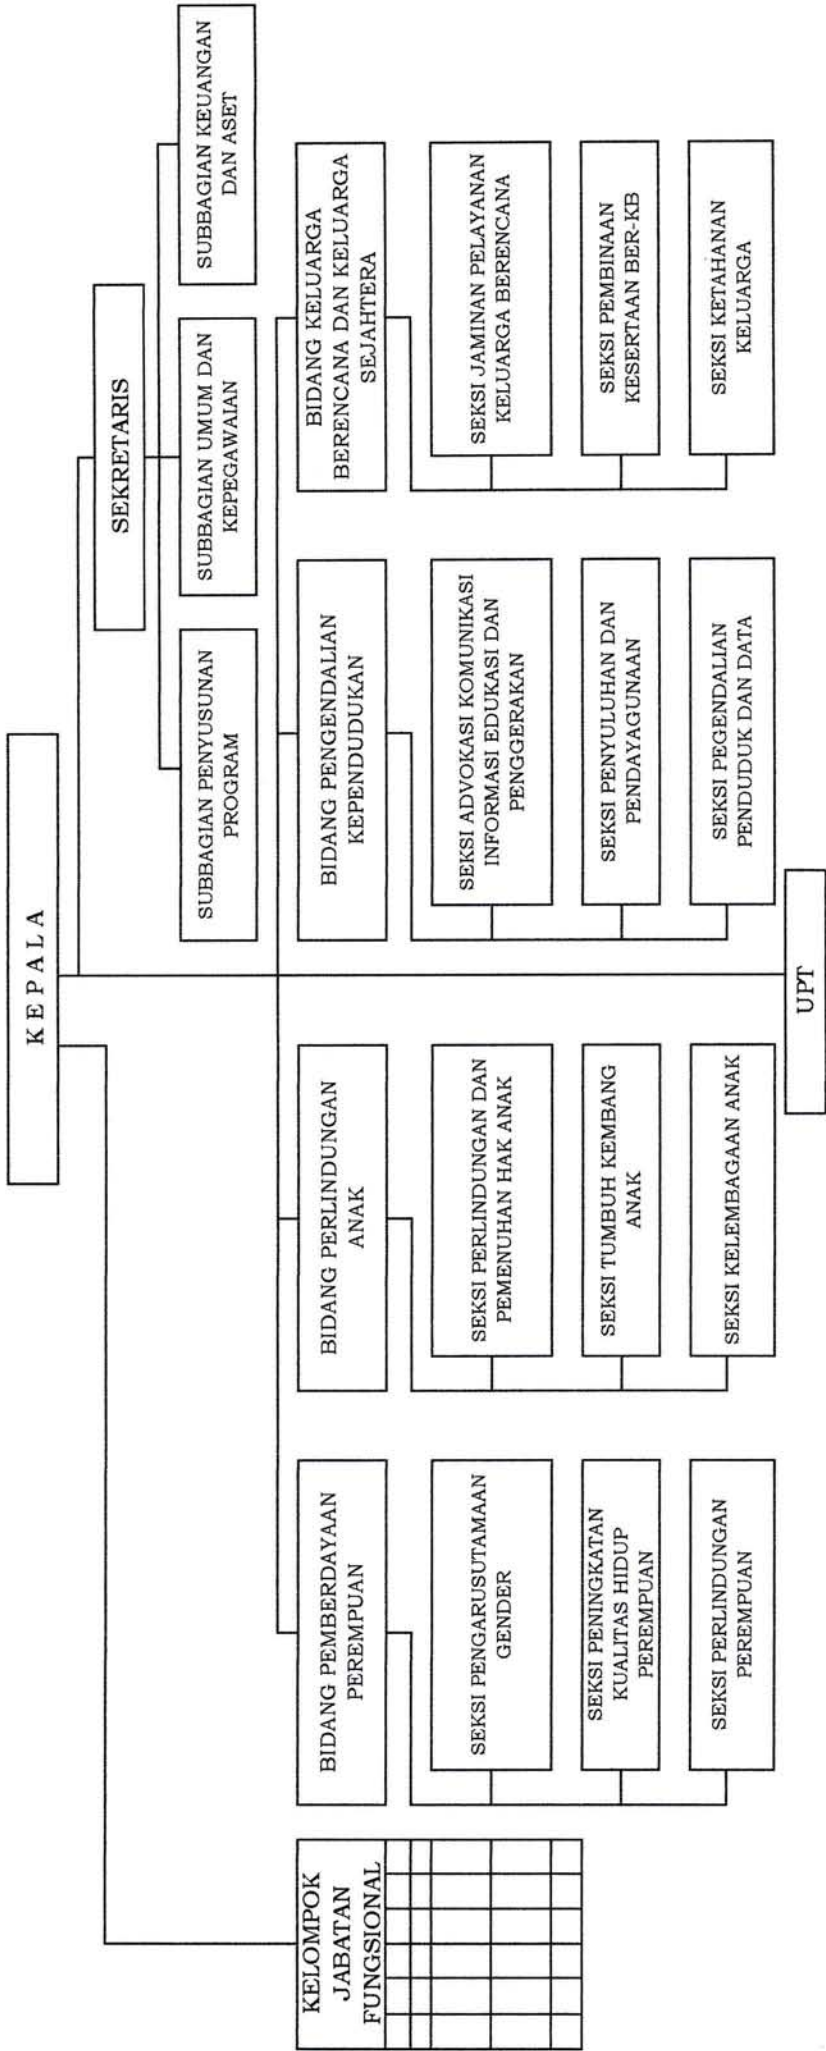 KEPALA
SEKRETARIS
SUBBAGIAN PENYUSUNAN
PROGRAM
SUBBAGIAN UMUM DAN
KEPEGAWAIAN
SUBBAGIAN KEUANGAN
DAN ASET
KELOMPOK
JABATAN
FUNGSIONAL
BIDANG PEMBERDAYAAN
PEREMPUAN
SEKSI PENGARUSUTAMAAN
GENDER
SEKSI PENINGKATAN
KUALITAS HIDUP
PEREMPUAN
SEKSI PERLINDUNGAN
PEREMPUAN
BIDANG PERLINDUNGAN
ANAK
SEKSI PERLINDUNGAN DAN
PEMENUHAN HAK ANAK
SEKSI TUMBUH KEMBANG
ANAK
SEKSI KELEMBAGAAN ANAK
BIDANG PENGENDALIAN
KEPENDUDUKAN
SEKSI ADVOKASI KOMUNIKASI
INFORMASI EDUKASI DAN
PENGGERAKAN
SEKSI PENYULUHAN DAN
PENDAYAGUNAAN
SEKSI PEGENDALIAN
PENDUDUK DAN DATA
BIDANG KELUARGA
BERENCANA DAN KELUARGA
SEJAHTERA
SEKSI JAMINAN PELAYANAN
KELUARGA BERENCANA
SEKSI PEMBINAAN
KESERTAAN BER-KB
SEKSI KETAHANAN
KELUARGA
UPT